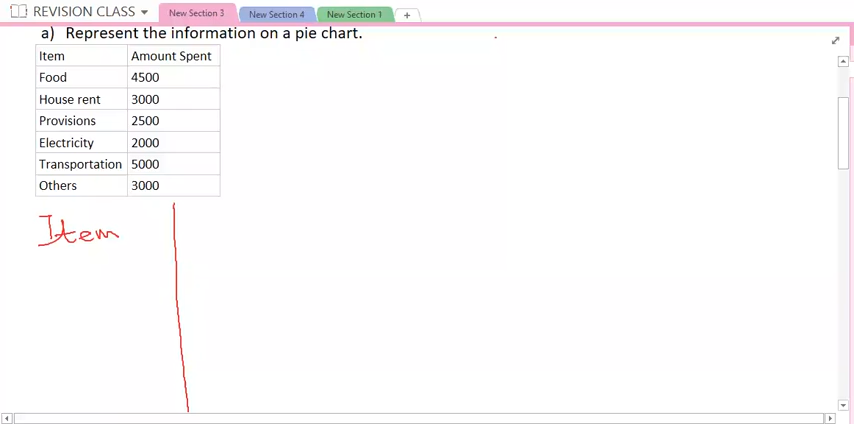 REVISION CLASS New Section 3 New Section 4 New Section 1 +
a) Represent the information on a pie chart.
Item Amount Spent
Food 4500
House rent 3000
Provisions 2500
Electricity 2000
Transportation 5000
Others 3000
Item